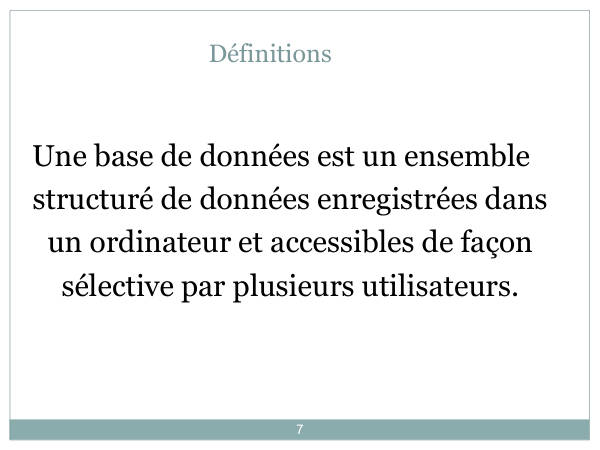 Définitions
Une base de données est un ensemble
structuré de données enregistrées dans
un ordinateur et accessibles de façon
sélective par plusieurs utilisateurs.
7